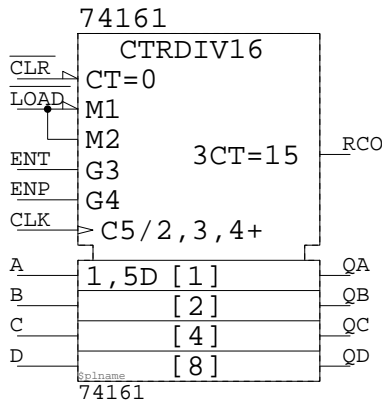 74161
CTRDIV16
CLR CT=0
LOAD M1
M2
ENT G3 3CT=15 RCO
ENP G4
CLK C5/2,3,4+
A 1,5D [1] QA
B [2] QB
C [4] QC
D [8] QD
$plname
74161